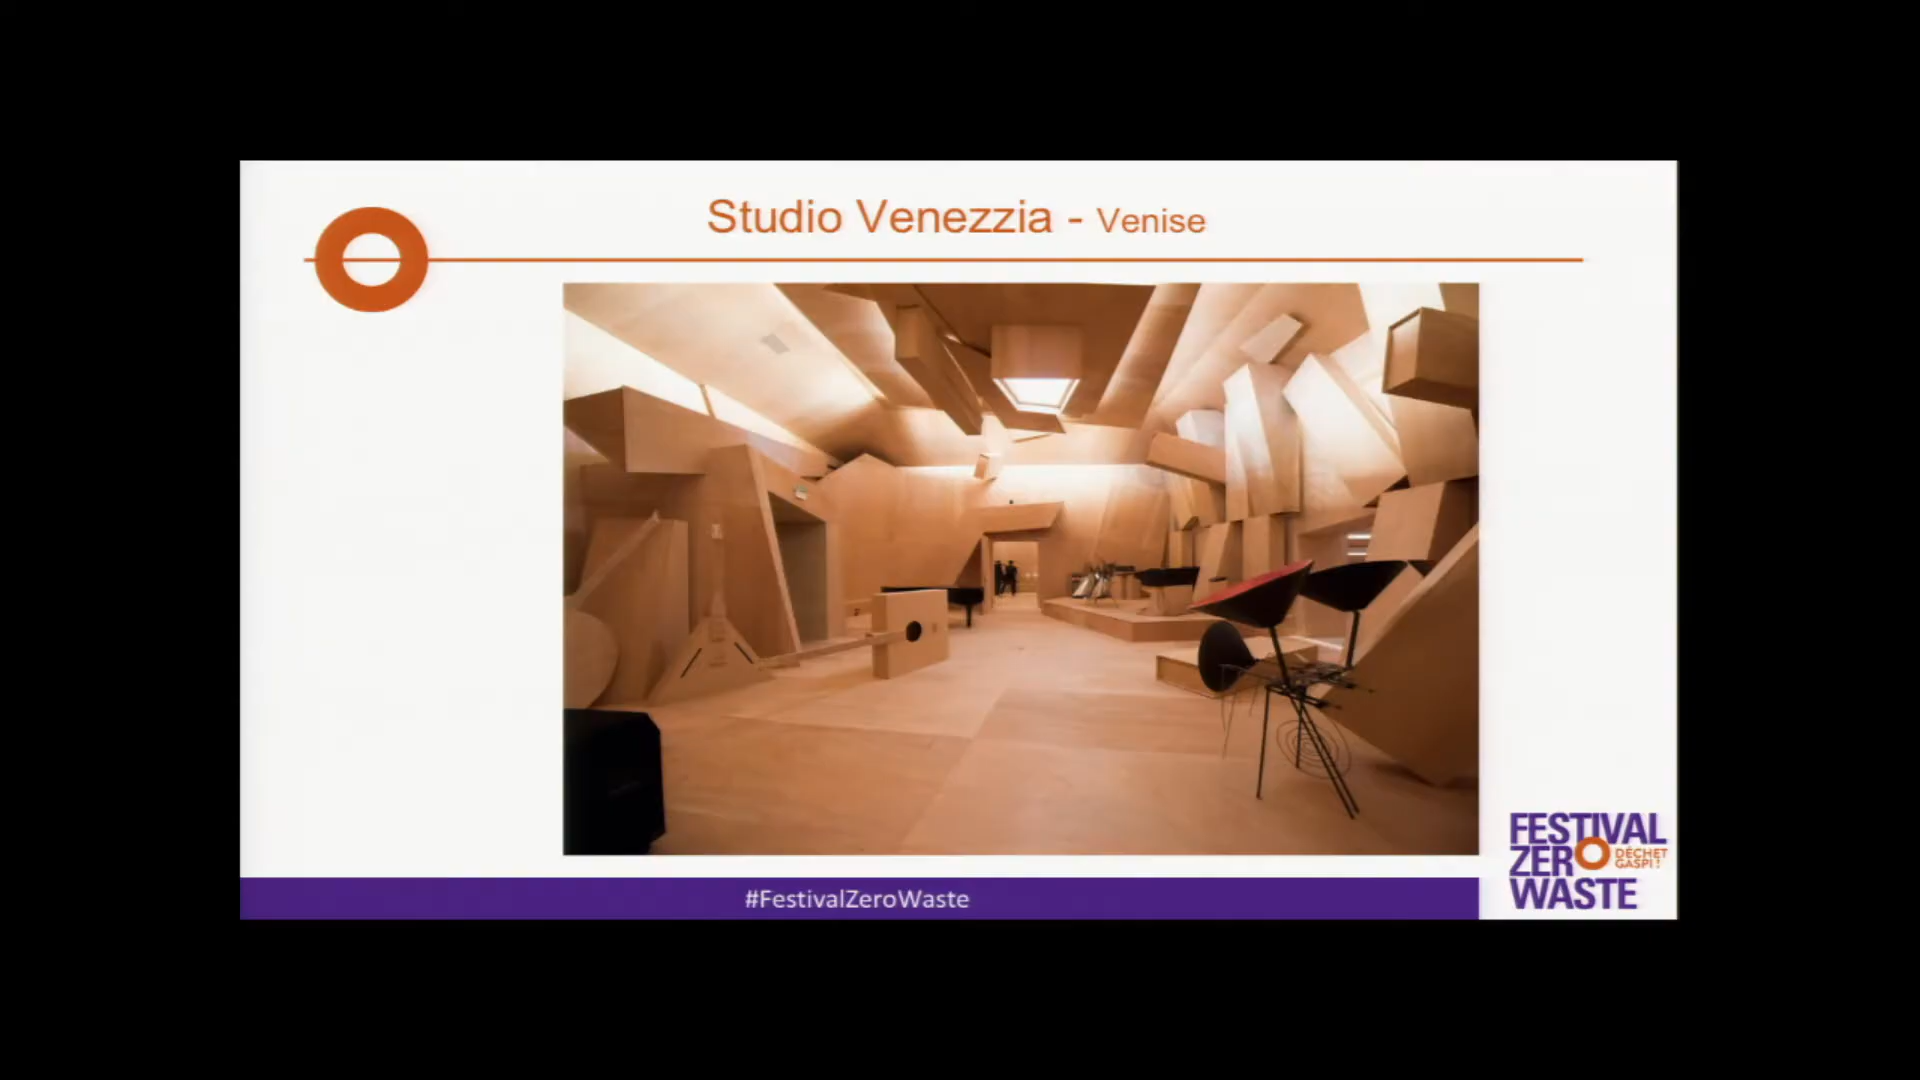 Studio Venezzia - Venise
#FestivalZeroWaste
FESTIVAL
ZERO DÉCHET
GASPI !
WASTE